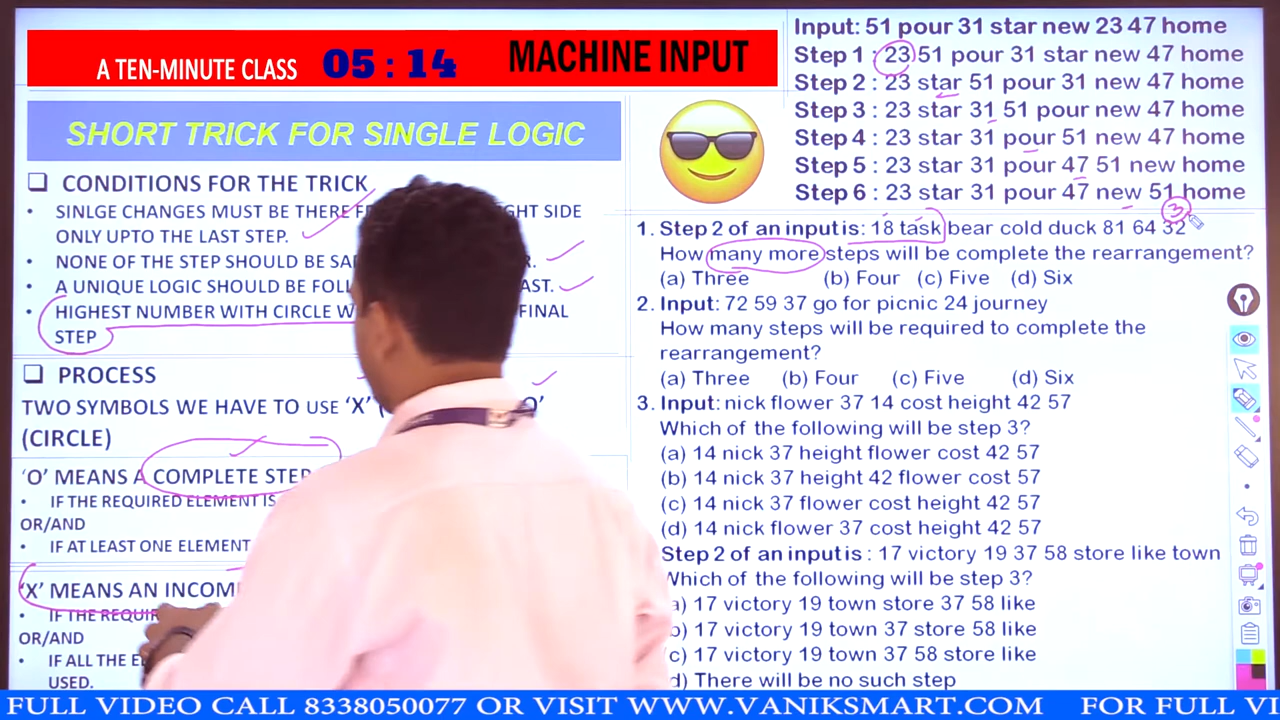 A TEN-MINUTE CLASS 05 : 14 MACHINE INPUT
SHORT TRICK FOR SINGLE LOGIC
❑ CONDITIONS FOR THE TRICK
• SINLGE CHANGES MUST BE THERE GHT SIDE
ONLY UPTO THE LAST STEP.
• NONE OF THE STEP SHOULD BE
• A UNIQUE LOGIC SHOULD BE AST.
• HIGHEST NUMBER WITH CIRCLE FINAL
STEP
❑ PROCESS
TWO SYMBOLS WE HAVE TO USE ‘X’ O’
(CIRCLE)
‘O’ MEANS A COMPLETE STEP
• IF THE REQUIRED ELEMENT IS
OR/AND
• IF AT LEAST ONE ELEMENT
‘X’ MEANS AN INCOM
• IF THE REQUIR
OR/AND
• IF ALL THE
USED.
Input: 51 pour 31 star new 23 47 home
Step 1 : 23 51 pour 31 star new 47 home
Step 2 : 23 star 51 pour 31 new 47 home
Step 3 : 23 star 31 51 pour new 47 home
Step 4 : 23 star 31 pour 51 new 47 home
Step 5 : 23 star 31 pour 47 51 new home
Step 6 : 23 star 31 pour 47 new 51 home
3
1. Step 2 of an input is: 18 task bear cold duck 81 64 32
How many more steps will be complete the rearrangement?
(a) Three (b) Four (c) Five (d) Six
2. Input: 72 59 37 go for picnic 24 journey
How many steps will be required to complete the
rearrangement?
(a) Three (b) Four (c) Five (d) Six
3. Input: nick flower 37 14 cost height 42 57
Which of the following will be step 3?
(a) 14 nick 37 height flower cost 42 57
(b) 14 nick 37 height 42 flower cost 57
(c) 14 nick 37 flower cost height 42 57
(d) 14 nick flower 37 cost height 42 57
Step 2 of an input is : 17 victory 19 37 58 store like town
Which of the following will be step 3?
a) 17 victory 19 town store 37 58 like
b) 17 victory 19 town 37 store 58 like
(c) 17 victory 19 town 37 58 store like
d) There will be no such step
FULL VIDEO CALL 8338050077 OR VISIT WWW.VANIKSMART.COM FOR FULL VI